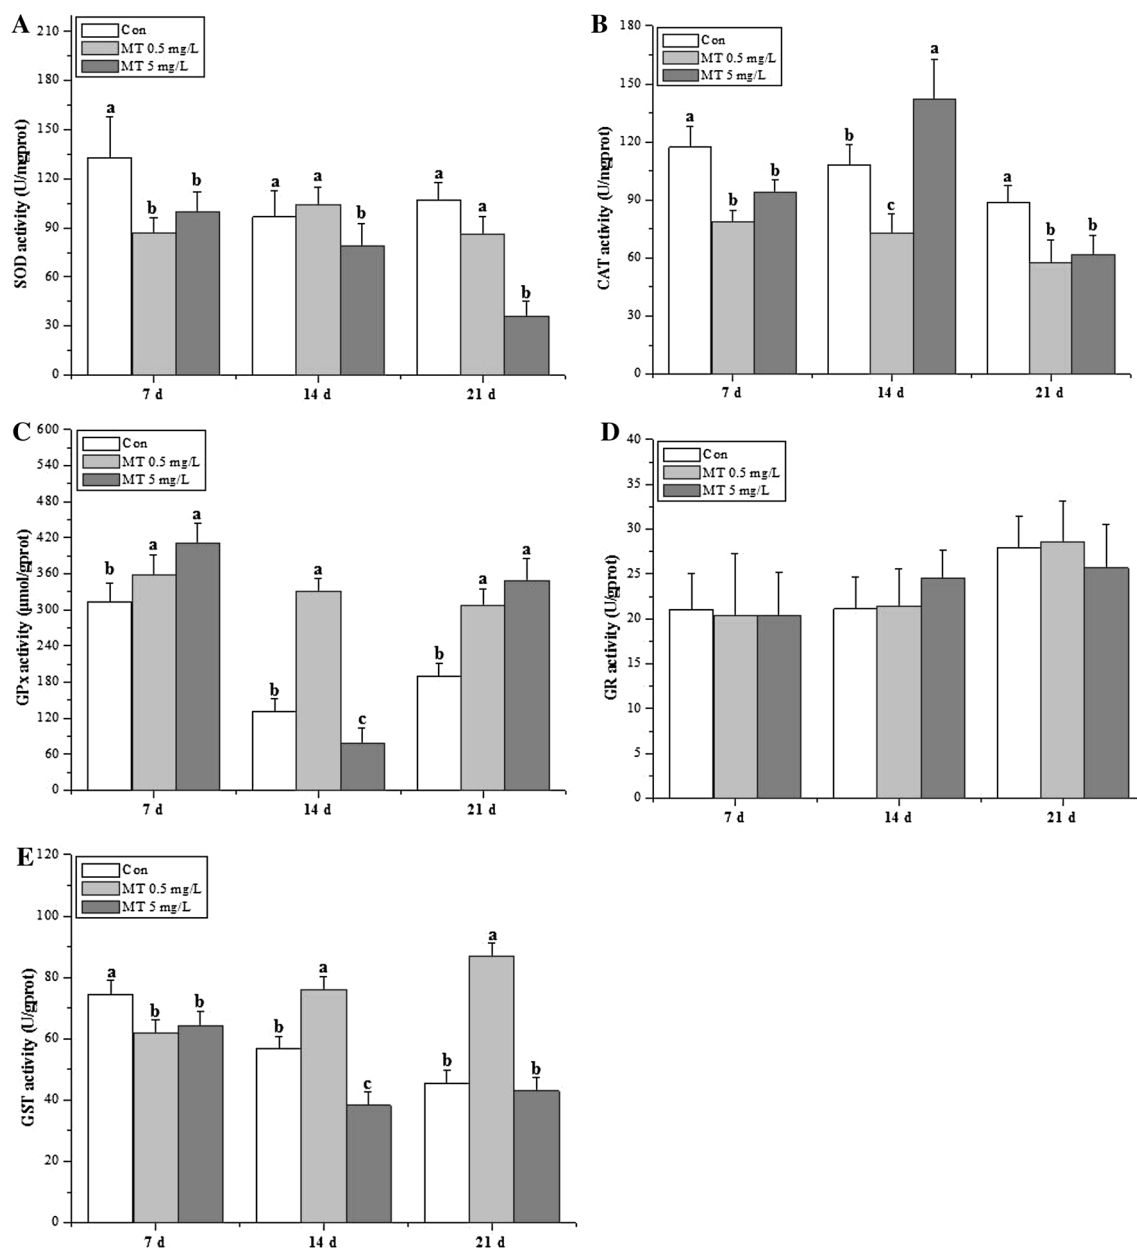 A
Con
MT 0.5 mg/L
MT 5 mg/L
SOD activity (U/mgprot)
210
180
150
120
90
60
30
0
a
b
b
a
a
b
a
a
b
7 d
14 d
21 d
B
Con
MT 0.5 mg/L
MT 5 mg/L
CAT activity (U/mgprot)
180
150
120
90
60
30
0
a
b
b
b
c
a
a
b
b
7 d
14 d
21 d
C
Con
MT 0.5 mg/L
MT 5 mg/L
GPx activity (μmol/gprot)
600
540
480
420
360
300
240
180
120
60
0
b
a
a
b
a
c
b
a
a
7 d
14 d
21 d
D
Con
MT 0.5 mg/L
MT 5 mg/L
GR activity (U/gprot)
40
35
30
25
20
15
10
5
0
7 d
14 d
21 d
E
Con
MT 0.5 mg/L
MT 5 mg/L
GST activity (U/gprot)
120
100
80
60
40
20
0
a
b
b
b
a
c
b
a
b
7 d
14 d
21 d